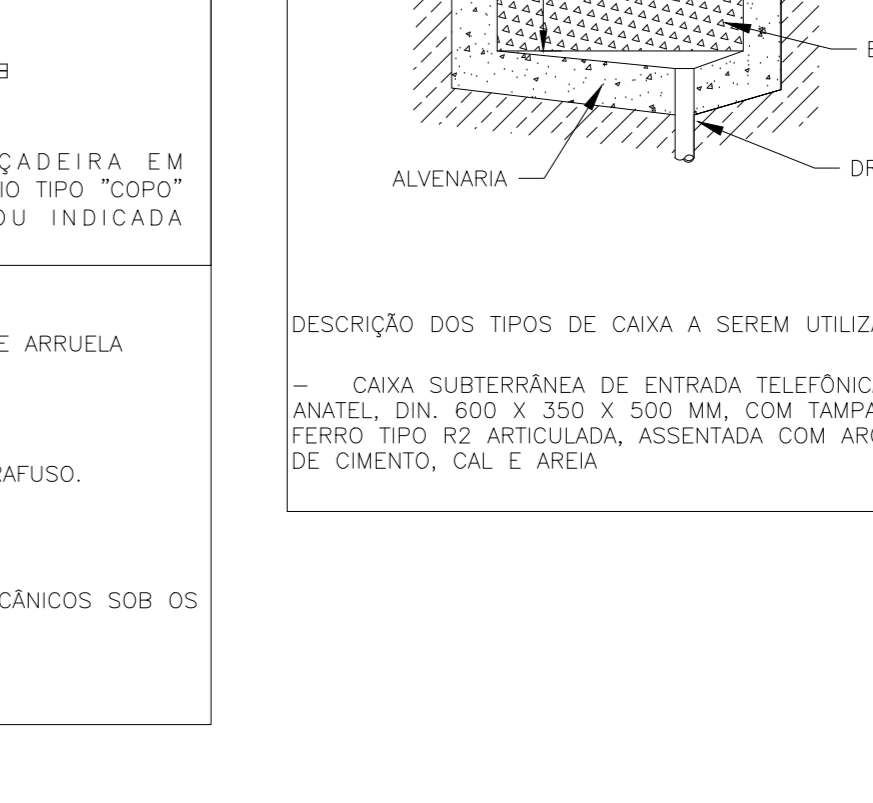 ÇADEIRA EM
IO TIPO "COPO"
OU INDICADA
E ARRUELA
RAFUSO.
CÂNICOS SOB OS
ALVENARIA
DESCRIÇÃO DOS TIPOS DE CAIXA A SEREM UTILIZA
– CAIXA SUBTERRÂNEA DE ENTRADA TELEFÔNICA
ANATEL, DIN. 600 X 350 X 500 MM, COM TAMPA
FERRO TIPO R2 ARTICULADA, ASSENTADA COM ARG
DE CIMENTO, CAL E AREIA